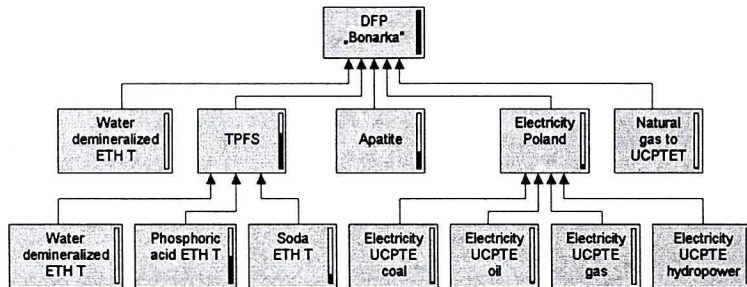 DFP
„Bonarka"
Water
demineralized
ETH T
TPFS
Apatite
Electricity
Poland
Natural
gas to
UCPTET
Water
demineralized
ETH T
Phosphoric
acid ETH T
Soda
ETH T
Electricity
UCPTE
coal
Electricity
UCPTE
oil
Electricity
UCPTE
gas
Electricity
UCPTE
hydropower